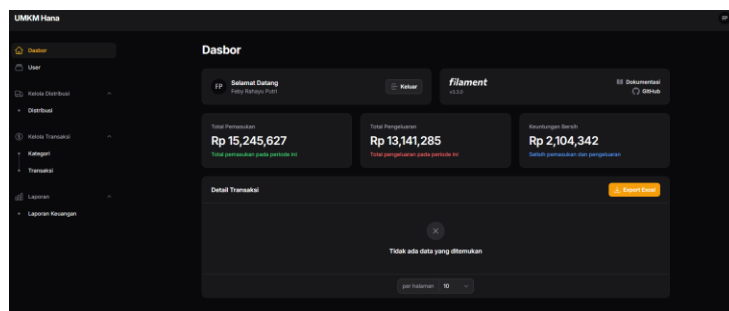 UMKM Hana
FP
Dasbor
User
Kelola Distribusi
Distribusi
Kelola Transaksi
Kategori
Transaksi
Laporan
Laporan Keuangan
Dasbor
FP
Selamat Datang
Feby Rahayu Putri
Keluar
filament
v3.3.0
Dokumentasi
GitHub
Total Pemasukan
Rp 15,245,627
Total pemasukan pada periode ini
Total Pengeluaran
Rp 13,141,285
Total pengeluaran pada periode ini
Keuntungan Bersih
Rp 2,104,342
Selisih pemasukan dan pengeluaran
Detail Transaksi
Export Excel
Tidak ada data yang ditemukan
per halaman 10